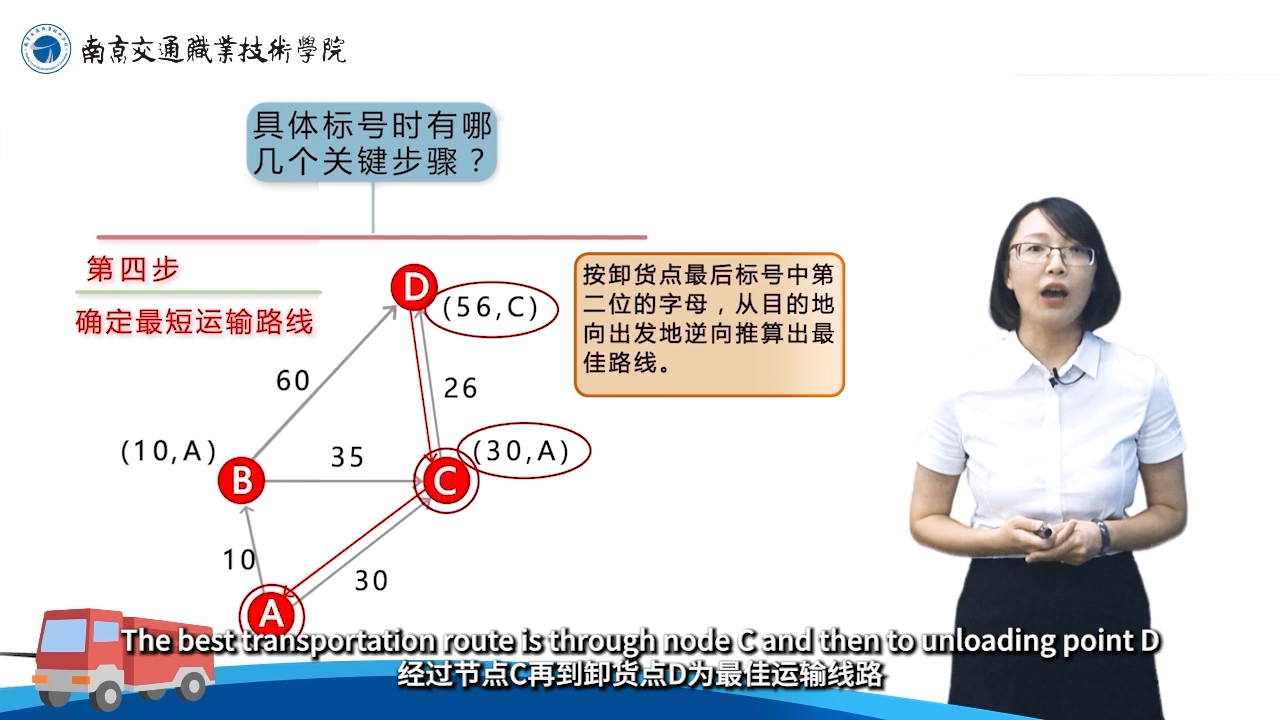 南京交通職業技術學院
具体标号时有哪
几个关键步骤？
第四步
确定最短运输路线
D
(56,C)
按卸货点最后标号中第
二位的字母，从目的地
向出发地逆向推算出最
佳路线。
60
26
(10,A)
35
(30,A)
B
C
10
30
A
The best transportation route is through node C and then to unloading point D
经过节点C再到卸货点D为最佳运输线路